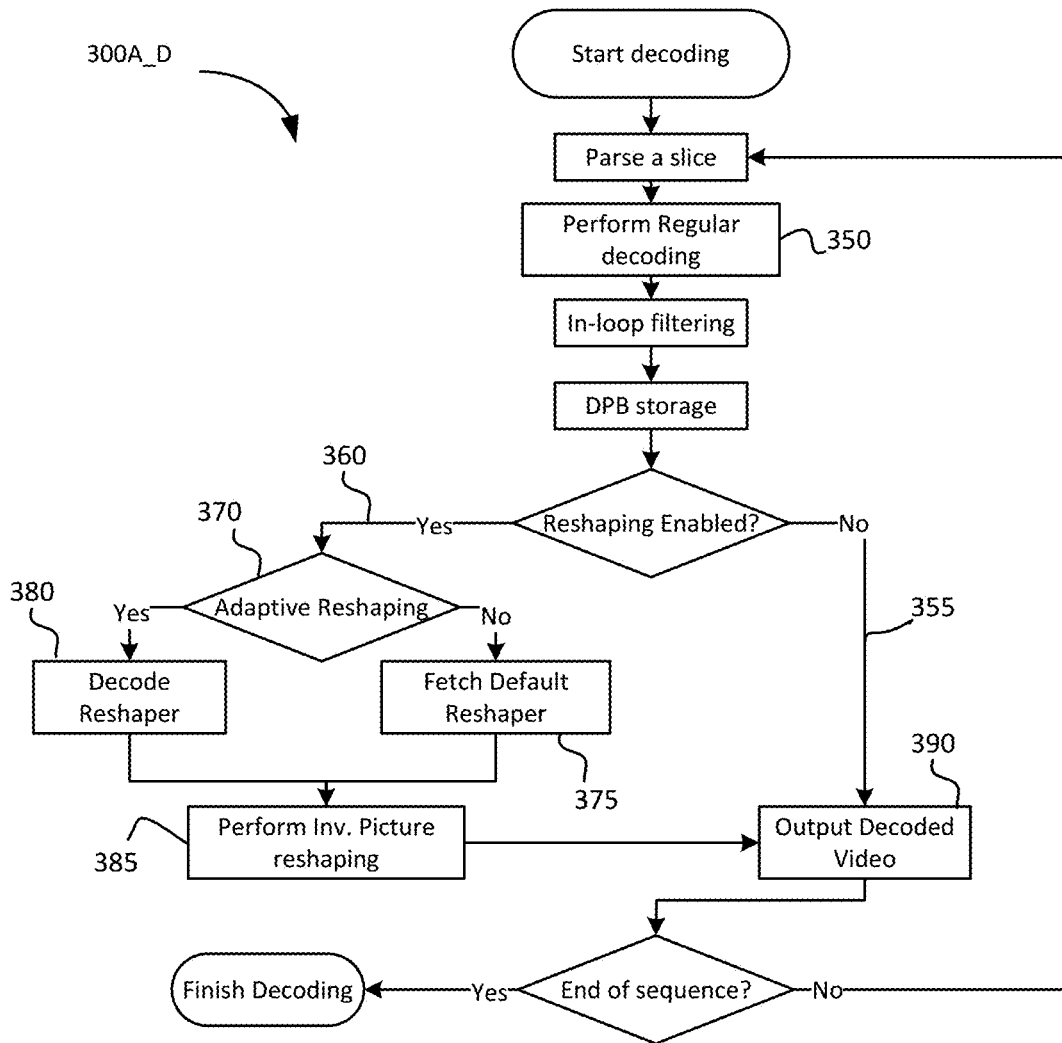 300A_D
Start decoding
Parse a slice
Perform Regular
decoding
350
In-loop filtering
DPB storage
360
Reshaping Enabled?
Yes
No
370
Adaptive Reshaping
Yes
No
380
355
Decode
Reshaper
Fetch Default
Reshaper
375
390
Perform Inv. Picture
reshaping
385
Output Decoded
Video
Finish Decoding
Yes
End of sequence?
No